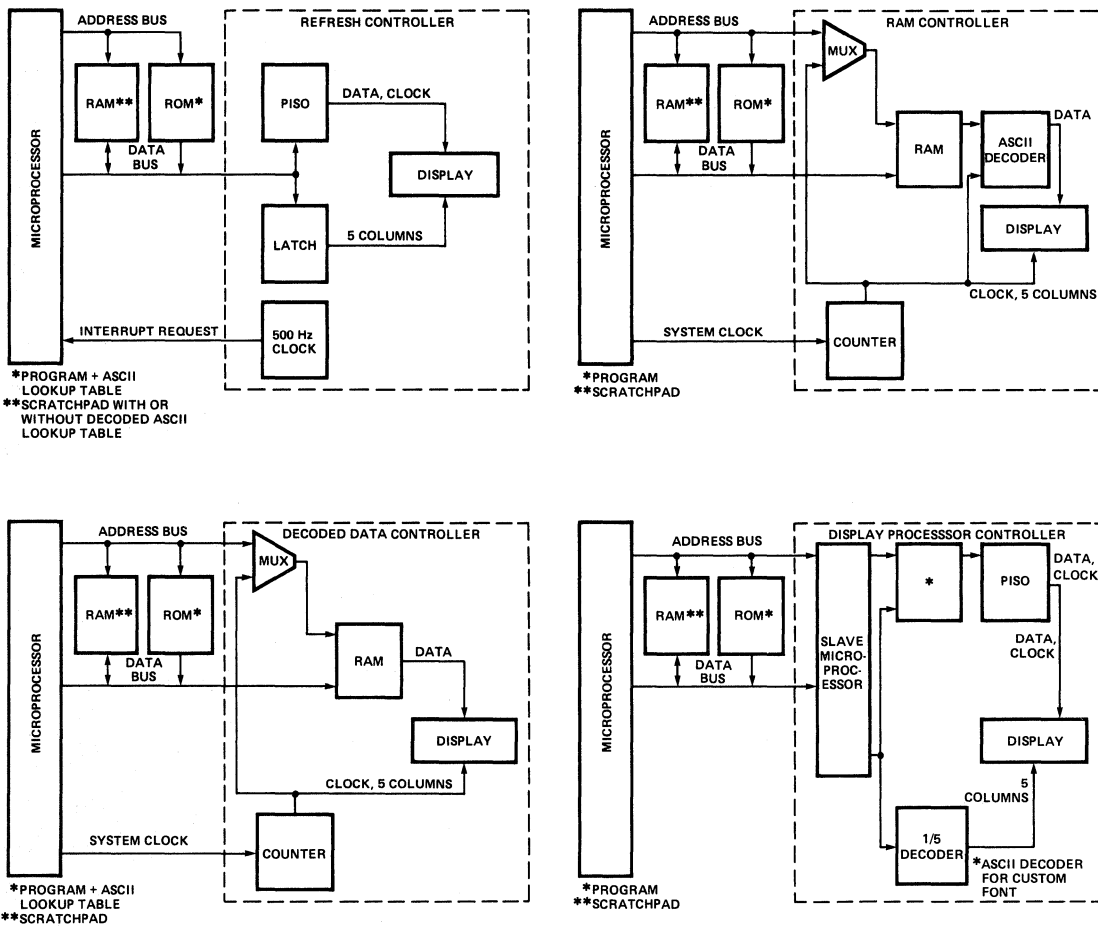 ADDRESS BUS
REFRESH CONTROLLER
MICROPROCESSOR
RAM**
ROM*
DATA
BUS
PISO
DATA, CLOCK
DISPLAY
LATCH
5 COLUMNS
INTERRUPT REQUEST
500 Hz
CLOCK
*PROGRAM + ASCII
LOOKUP TABLE
**SCRATCHPAD WITH OR
WITHOUT DECODED ASCII
LOOKUP TABLE
ADDRESS BUS
RAM CONTROLLER
MICROPROCESSOR
MUX
RAM**
ROM*
DATA
BUS
RAM
ASCII
DECODER
DATA
DISPLAY
CLOCK, 5 COLUMNS
SYSTEM CLOCK
COUNTER
*PROGRAM
**SCRATCHPAD
ADDRESS BUS
DECODED DATA CONTROLLER
MICROPROCESSOR
MUX
RAM**
ROM*
DATA
BUS
RAM
DATA
DISPLAY
CLOCK, 5 COLUMNS
SYSTEM CLOCK
COUNTER
*PROGRAM + ASCII
LOOKUP TABLE
**SCRATCHPAD
ADDRESS BUS
DISPLAY PROCESSSOR CONTROLLER
MICROPROCESSOR
RAM**
ROM*
DATA
BUS
SLAVE
MICRO-
PROC-
ESSOR
*
PISO
DATA,
CLOCK
DATA,
CLOCK
DISPLAY
5
COLUMNS
1/5
DECODER
*ASCII DECODER
FOR CUSTOM
FONT
*PROGRAM
**SCRATCHPAD